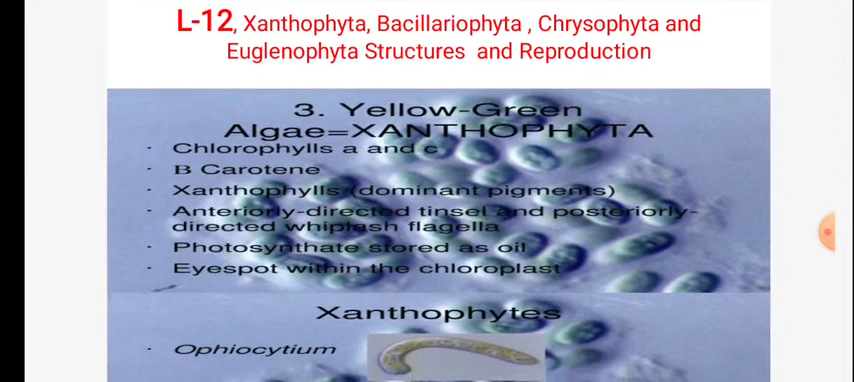 L-12, Xanthophyta, Bacillariophyta , Chrysophyta and
Euglenophyta Structures and Reproduction
3. Yellow-Green
Algae=XANTHOPHYTA
· Chlorophylls a and c
· B Carotene
· Xanthophylls (dominant pigments)
· Anteriorly-directed tinsel and posteriorly-
directed whiplash flagella
· Photosynthate stored as oil
· Eyespot within the chloroplast
Xanthophytes
· Ophiocytium